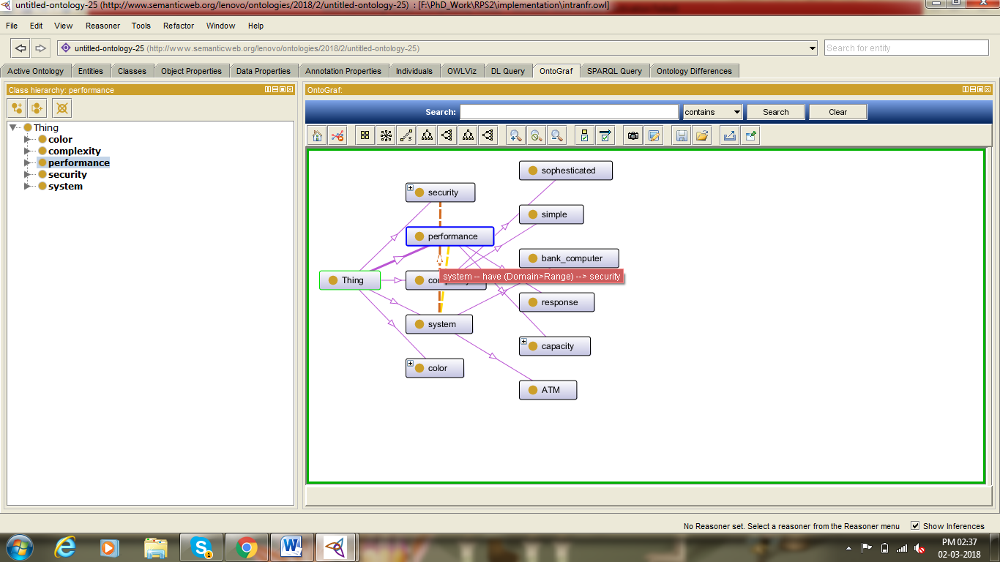 untitled-ontology-25 (http://www.semanticweb.org/lenovo/ontologies/2018/2/untitled-ontology-25) : [F:\PhD_Work\RPS2\implementation\intranfr.owl]
File Edit View Reasoner Tools Refactor Window Help
untitled-ontology-25 (http://www.semanticweb.org/lenovo/ontologies/2018/2/untitled-ontology-25)
Search for entity
Active Ontology Entities Classes Object Properties Data Properties Annotation Properties Individuals OWLViz DL Query OntoGraf SPARQL Query Ontology Differences
Class hierarchy: performance
Thing
color
complexity
performance
security
system
OntoGraf:
Search: contains Search Clear
sophesticated
security
simple
performance
bank_computer
Thing
system -- have (Domain>Range) --> security
response
system
capacity
color
ATM
No Reasoner set. Select a reasoner from the Reasoner menu Show Inferences
PM 02:37
02-03-2018